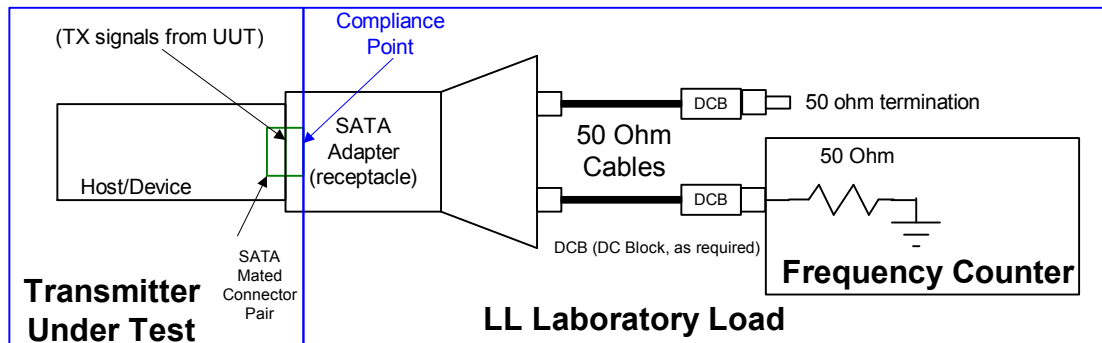 (TX signals from UUT)
Compliance
Point
SATA
Adapter
(receptacle)
Host/Device
SATA
Mated
Connector
Pair
DCB
50 ohm termination
50 Ohm
Cables
50 Ohm
DCB
DCB (DC Block, as required)
Frequency Counter
Transmitter
Under Test
LL Laboratory Load